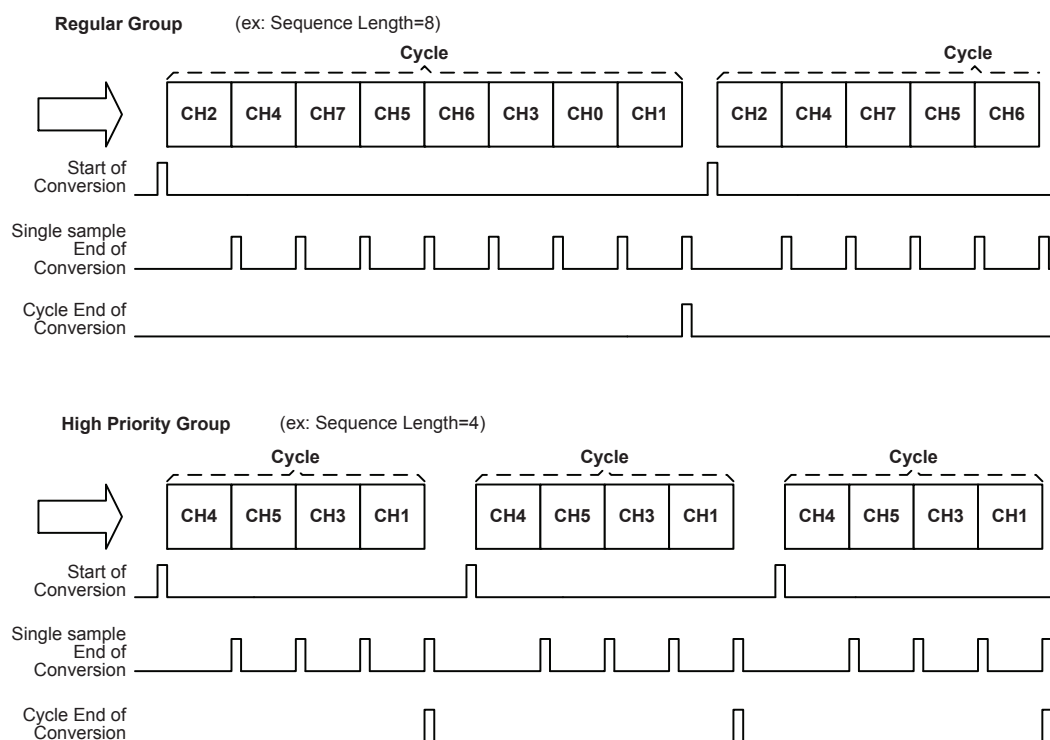 Regular Group (ex: Sequence Length=8)
Cycle Cycle
CH2 CH4 CH7 CH5 CH6 CH3 CH0 CH1 CH2 CH4 CH7 CH5 CH6
Start of
Conversion
Single sample
End of
Conversion
Cycle End of
Conversion
High Priority Group (ex: Sequence Length=4)
Cycle Cycle Cycle
CH4 CH5 CH3 CH1 CH4 CH5 CH3 CH1 CH4 CH5 CH3 CH1
Start of
Conversion
Single sample
End of
Conversion
Cycle End of
Conversion